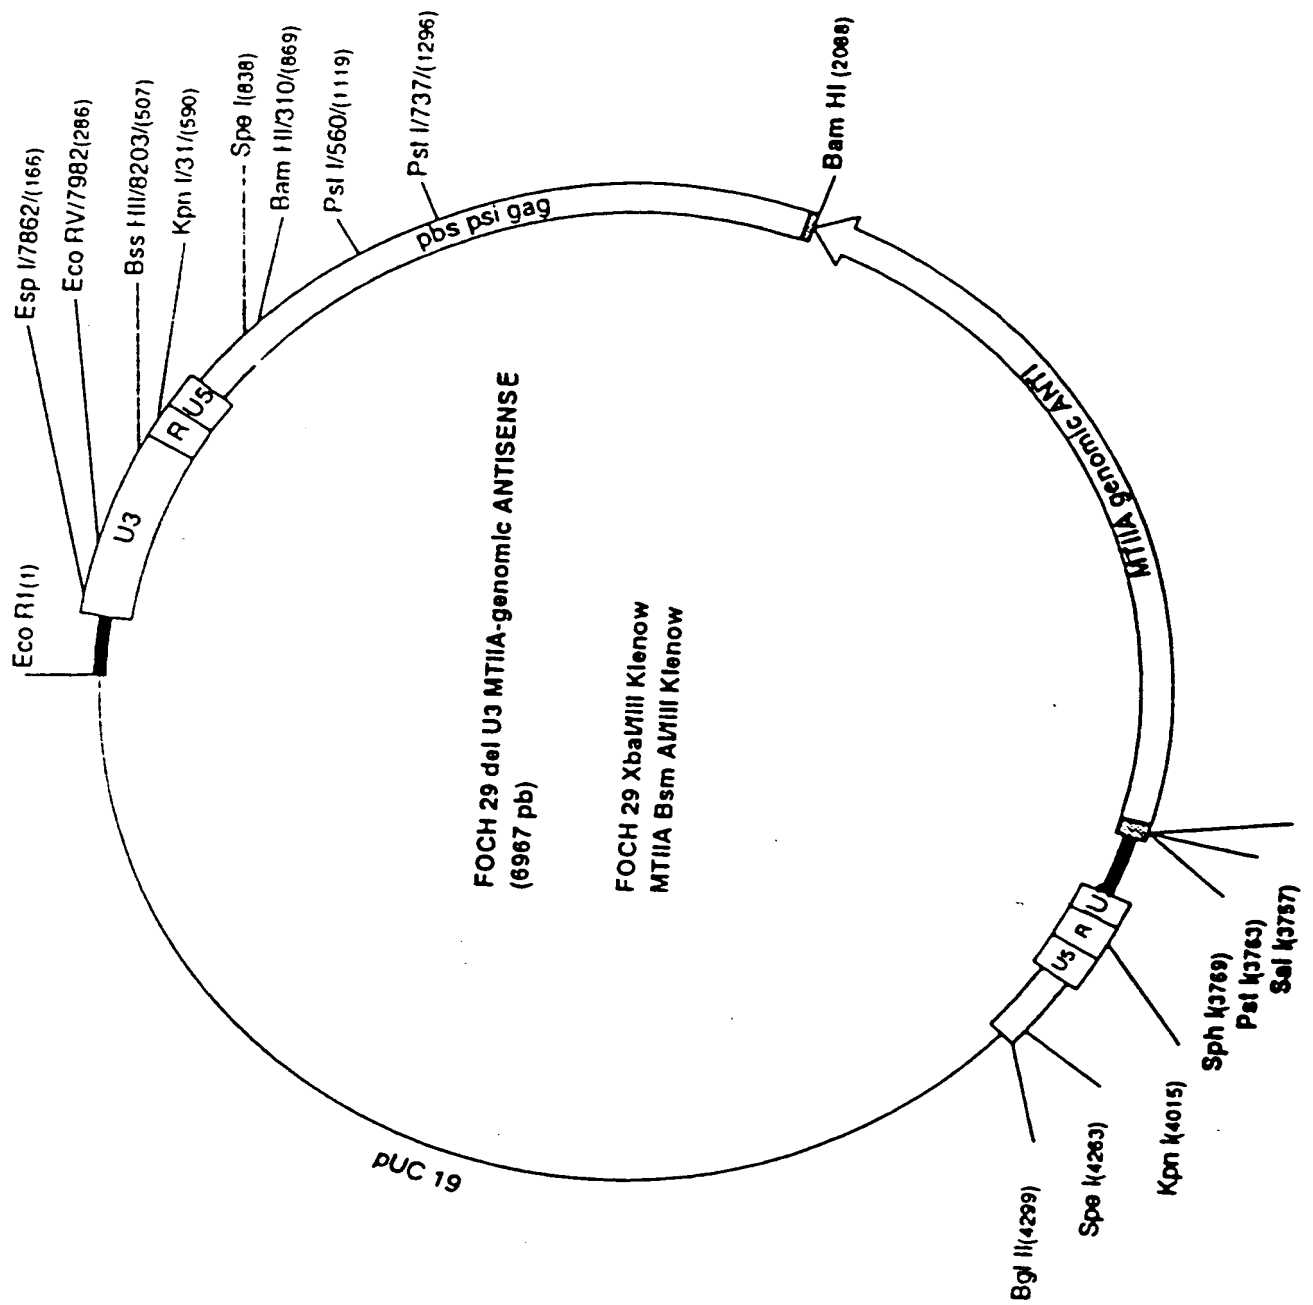 Eco R1(1)
Esp I/7862/(166)
Eco RV/7982(286)
Bss HII/8203/(507)
Kpn I/31/(590)
Spe I(838)
Bam HI/310/(869)
Pst I/560/(1119)
Pst I/737/(1296)
Bam HI (2088)
U3
R
U5
pbs psi gag
MTIIA genomic ANTI
FOCH 29 del U3 MTIIA-genomic ANTISENSE
(6967 pb)
FOCH 29 XbaI/fIII Klenow
MTIIA Bsm AI/fIII Klenow
U
R
U5
Sal I(3757)
Pst I(3763)
Sph I(3769)
Kpn I(4015)
Spe I(4263)
Bgl II(4299)
pUC 19